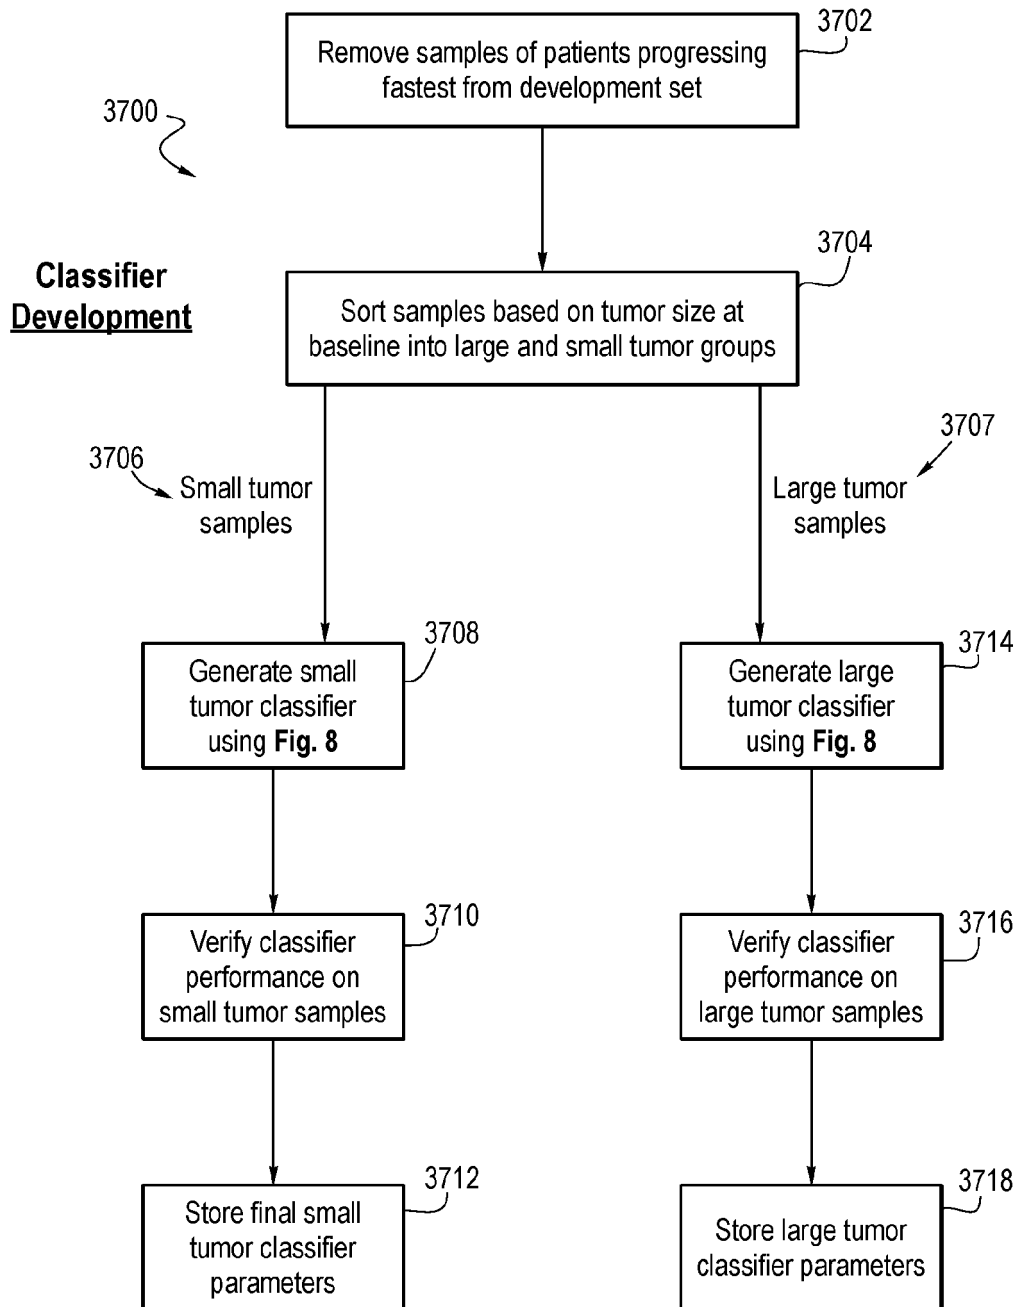 3702
Remove samples of patients progressing
fastest from development set
3700
Classifier
Development
3704
Sort samples based on tumor size at
baseline into large and small tumor groups
3706
Small tumor
samples
3707
Large tumor
samples
3708
Generate small
tumor classifier
using Fig. 8
3714
Generate large
tumor classifier
using Fig. 8
3710
Verify classifier
performance on
small tumor samples
3716
Verify classifier
performance on
large tumor samples
3712
Store final small
tumor classifier
parameters
3718
Store large tumor
classifier parameters